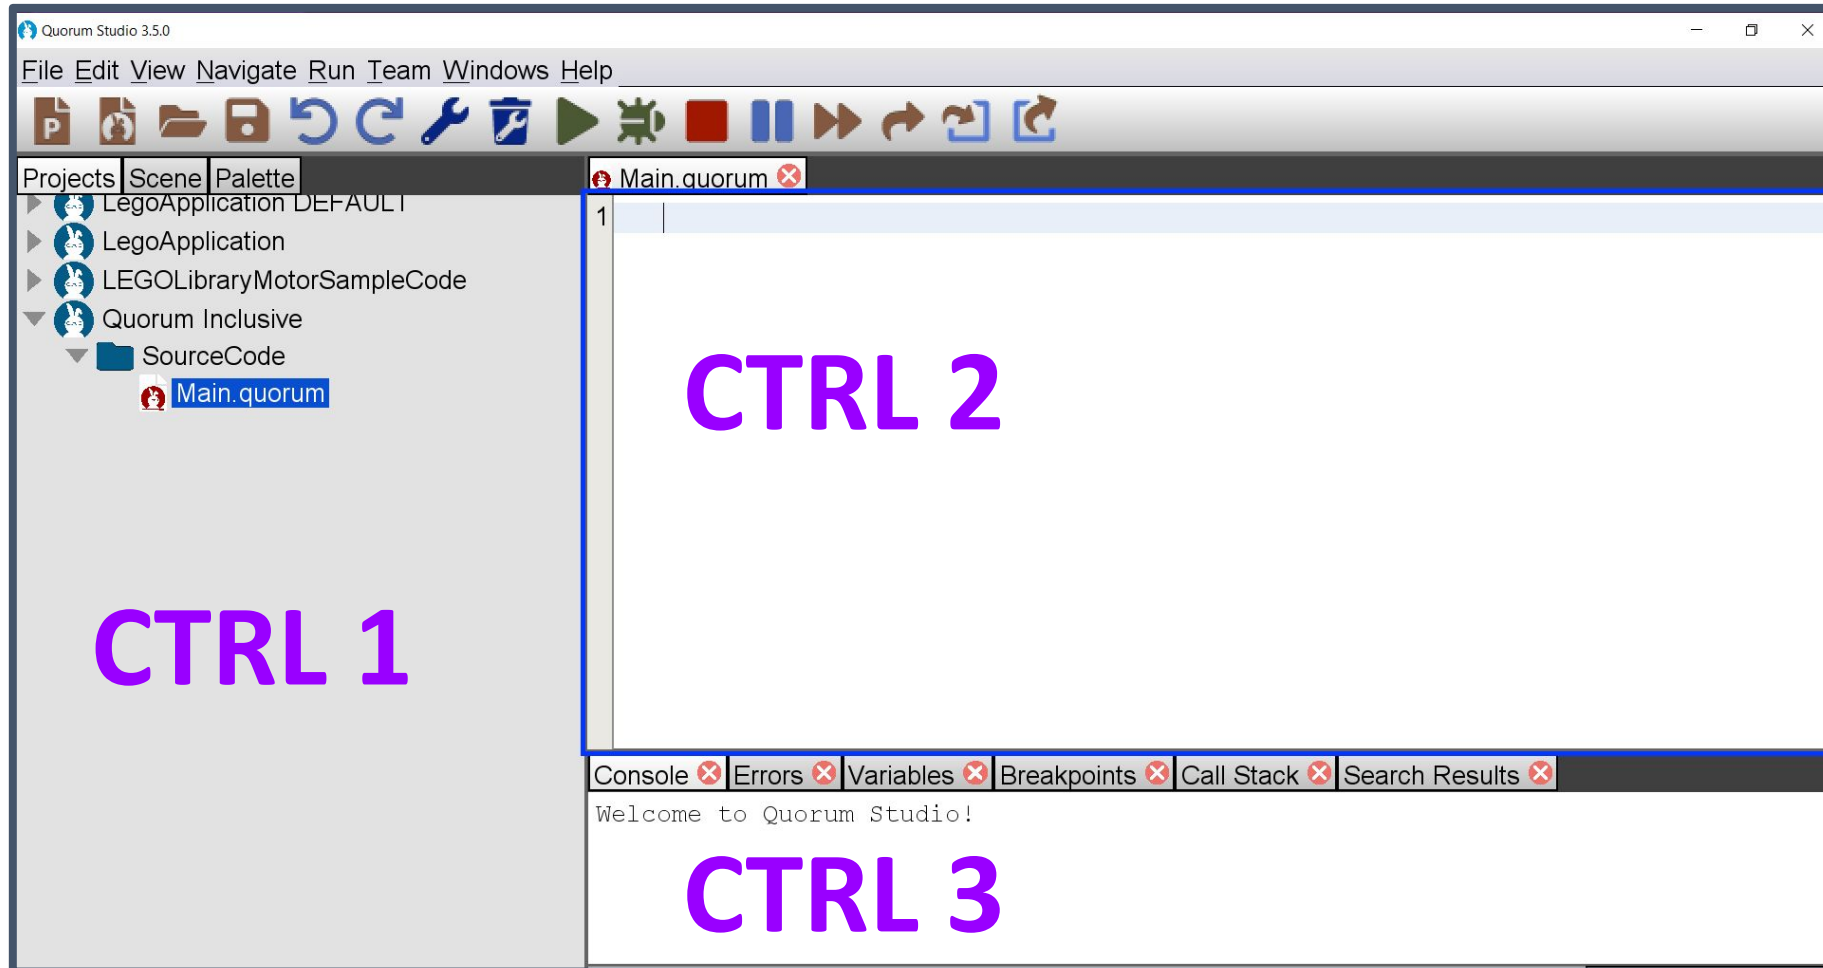 Quorum Studio 3.5.0
File Edit View Navigate Run Team Windows Help
P
Projects Scene Palette
Main.quorum
LegoApplication DEFAULT
LegoApplication
LEGOLibraryMotorSampleCode
Quorum Inclusive
SourceCode
Main.quorum
CTRL 1
1
CTRL 2
Console Errors Variables Breakpoints Call Stack Search Results
Welcome to Quorum Studio!
CTRL 3